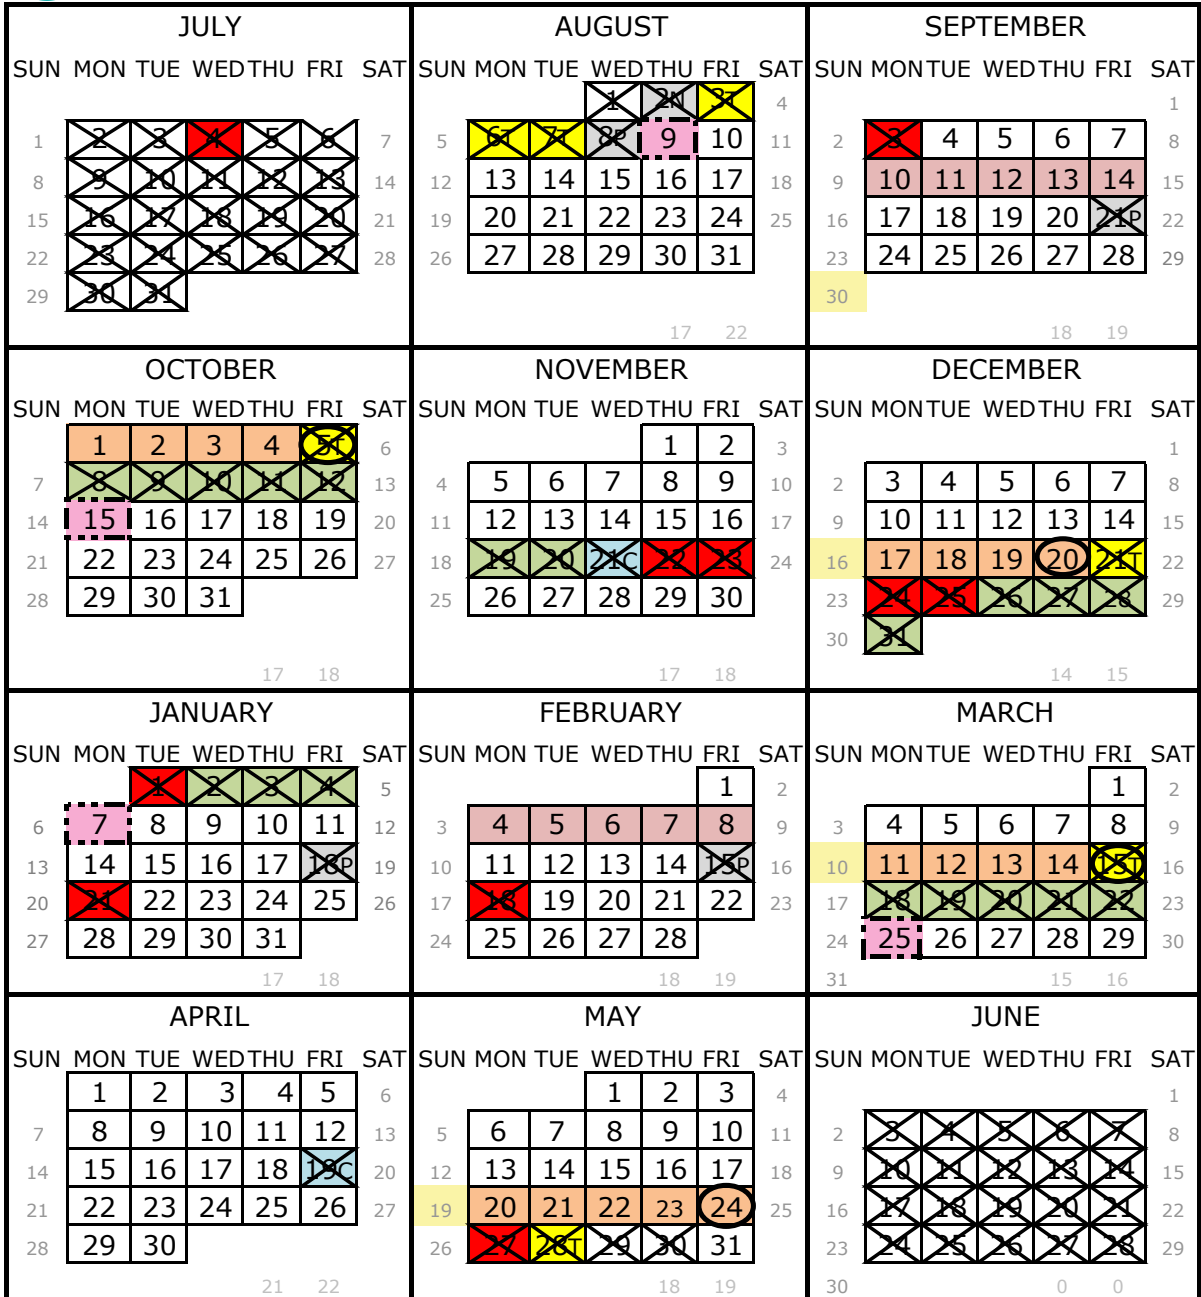 JULY AUGUST SEPTEMBER
SUN MON TUE WED THU FRI SAT SUN MON TUE WED THU FRI SAT SUN MON TUE WED THU FRI SAT
1 2N 3T 4 1
1 2 3 4 5 6 7 5 6T 7T 8P 9 10 11 2 3 4 5 6 7 8
8 9 10 11 12 13 14 12 13 14 15 16 17 18 9 10 11 12 13 14 15
15 16 17 18 19 20 21 19 20 21 22 23 24 25 16 17 18 19 20 21P 22
22 23 24 25 26 27 28 26 27 28 29 30 31 23 24 25 26 27 28 29
29 30 31 30
17 22 18 19
OCTOBER NOVEMBER DECEMBER
SUN MON TUE WED THU FRI SAT SUN MON TUE WED THU FRI SAT SUN MON TUE WED THU FRI SAT
1 2 3 4 5T 6 1 2 3 1
7 8 9 10 11 12 13 4 5 6 7 8 9 10 2 3 4 5 6 7 8
14 15 16 17 18 19 20 11 12 13 14 15 16 17 9 10 11 12 13 14 15
21 22 23 24 25 26 27 18 19 20 21C 22 23 24 16 17 18 19 20 21T 22
28 29 30 31 25 26 27 28 29 30 23 24 25 26 27 28 29
30 31
17 18 17 18 14 15
JANUARY FEBRUARY MARCH
SUN MON TUE WED THU FRI SAT SUN MON TUE WED THU FRI SAT SUN MON TUE WED THU FRI SAT
1 2 3 4 5 1 2 1 2
6 7 8 9 10 11 12 3 4 5 6 7 8 9 3 4 5 6 7 8 9
13 14 15 16 17 18P 19 10 11 12 13 14 15P 16 10 11 12 13 14 15T 16
20 21 22 23 24 25 26 17 18 19 20 21 22 23 17 18 19 20 21 22 23
27 28 29 30 31 24 25 26 27 28 24 25 26 27 28 29 30
17 18 18 19 31 15 16
APRIL MAY JUNE
SUN MON TUE WED THU FRI SAT SUN MON TUE WED THU FRI SAT SUN MON TUE WED THU FRI SAT
1 2 3 4 5 6 1 2 3 4 1
7 8 9 10 11 12 13 5 6 7 8 9 10 11 2 3 4 5 6 7 8
14 15 16 17 18 19C 20 12 13 14 15 16 17 18 9 10 11 12 13 14 15
21 22 23 24 25 26 27 19 20 21 22 23 24 25 16 17 18 19 20 21 22
28 29 30 26 27 28T 29 30 31 23 24 25 26 27 28 29
21 22 18 19 30 0 0